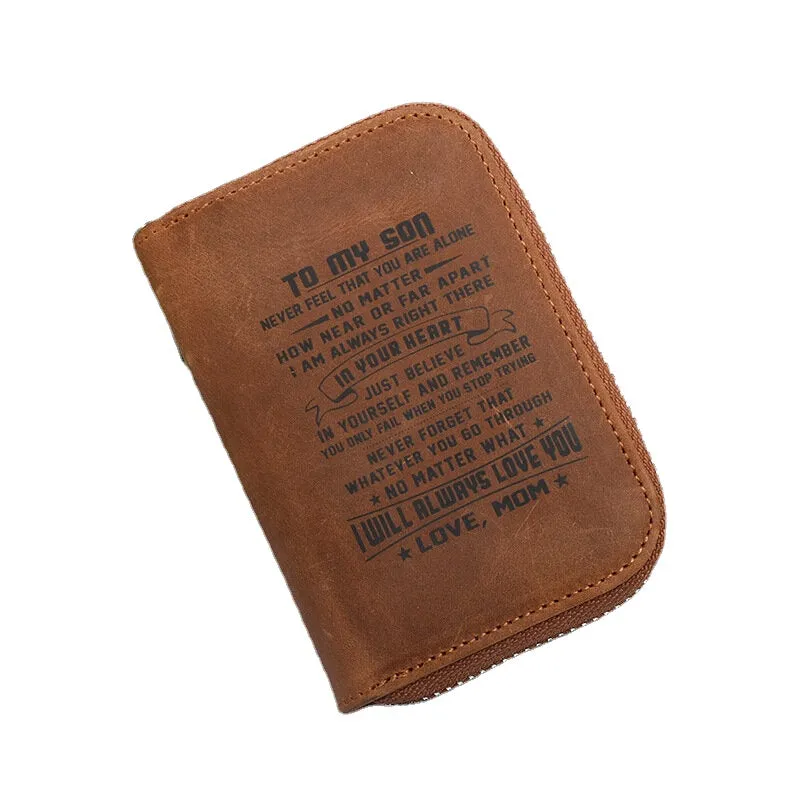 TO MY SON
NEVER FEEL THAT YOU ARE ALONE
NO MATTER
HOW NEAR OR FAR APART
I AM ALWAYS RIGHT THERE
IN YOUR HEART
JUST BELIEVE
IN YOURSELF AND REMEMBER
YOU ONLY FAIL WHEN YOU STOP TRYING
NEVER FORGET THAT
WHATEVER YOU GO THROUGH
NO MATTER WHAT
I WILL ALWAYS LOVE YOU
LOVE, MOM